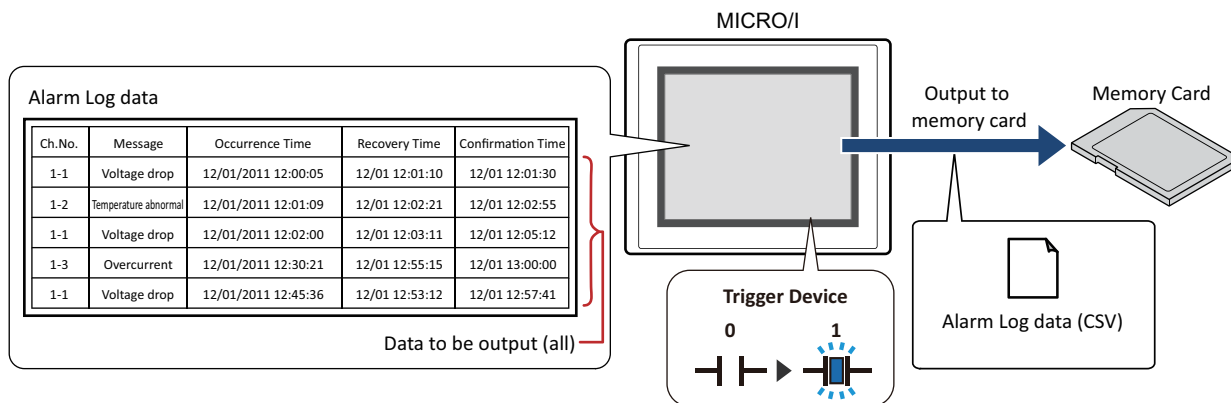 MICRO/I
Alarm Log data
Ch.No. Message Occurrence Time Recovery Time Confirmation Time
1-1 Voltage drop 12/01/2011 12:00:05 12/01 12:01:10 12/01 12:01:30
1-2 Temperature abnormal 12/01/2011 12:01:09 12/01 12:02:21 12/01 12:02:55
1-1 Voltage drop 12/01/2011 12:02:00 12/01 12:03:11 12/01 12:05:12
1-3 Overcurrent 12/01/2011 12:30:21 12/01 12:55:15 12/01 13:00:00
1-1 Voltage drop 12/01/2011 12:45:36 12/01 12:53:12 12/01 12:57:41
Data to be output (all)
Output to
memory card
Memory Card
Trigger Device
0 1
Alarm Log data (CSV)